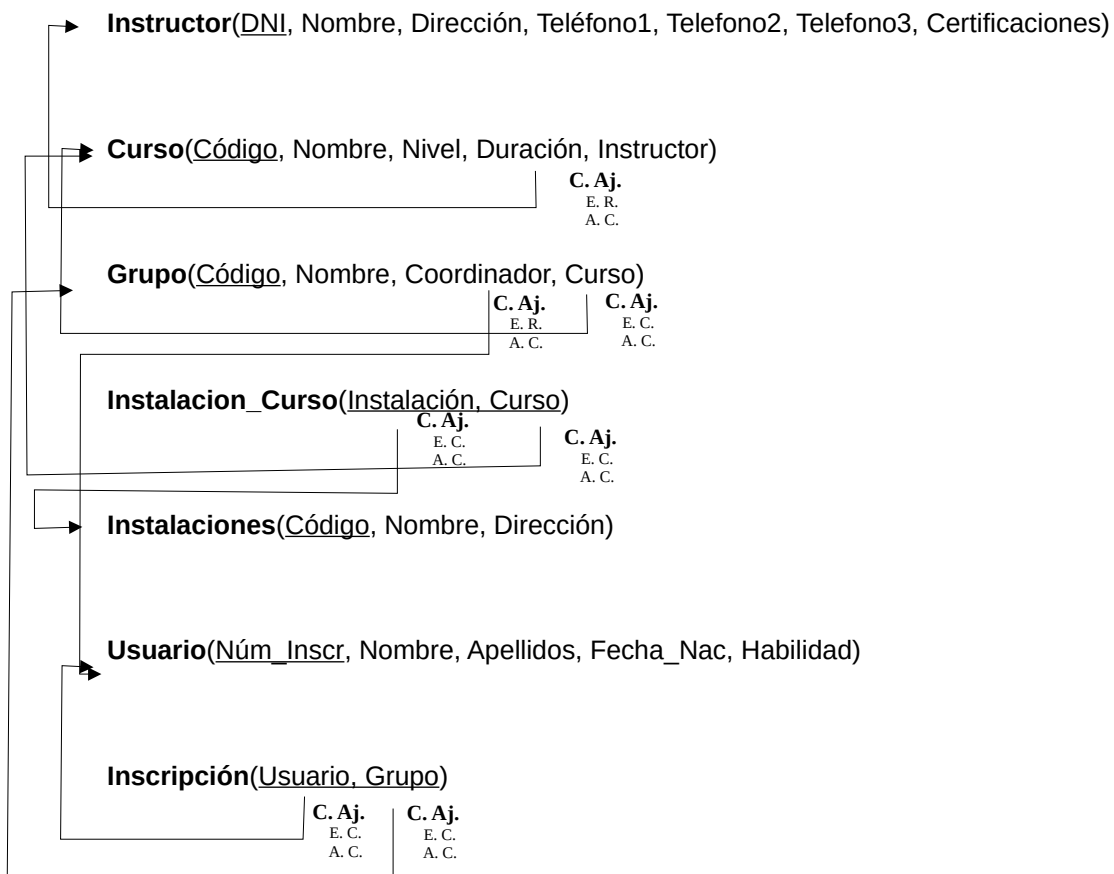 Instructor(DNI, Nombre, Dirección, Teléfono1, Telefono2, Telefono3, Certificaciones)
Curso(Código, Nombre, Nivel, Duración, Instructor)
C. Aj.
E. R.
A. C.
Grupo(Código, Nombre, Coordinador, Curso)
C. Aj.
E. R.
A. C.
C. Aj.
E. C.
A. C.
Instalacion_Curso(Instalación, Curso)
C. Aj.
E. C.
A. C.
C. Aj.
E. C.
A. C.
Instalaciones(Código, Nombre, Dirección)
Usuario(Núm_Inscr, Nombre, Apellidos, Fecha_Nac, Habilidad)
Inscripción(Usuario, Grupo)
C. Aj.
E. C.
A. C.
C. Aj.
E. C.
A. C.